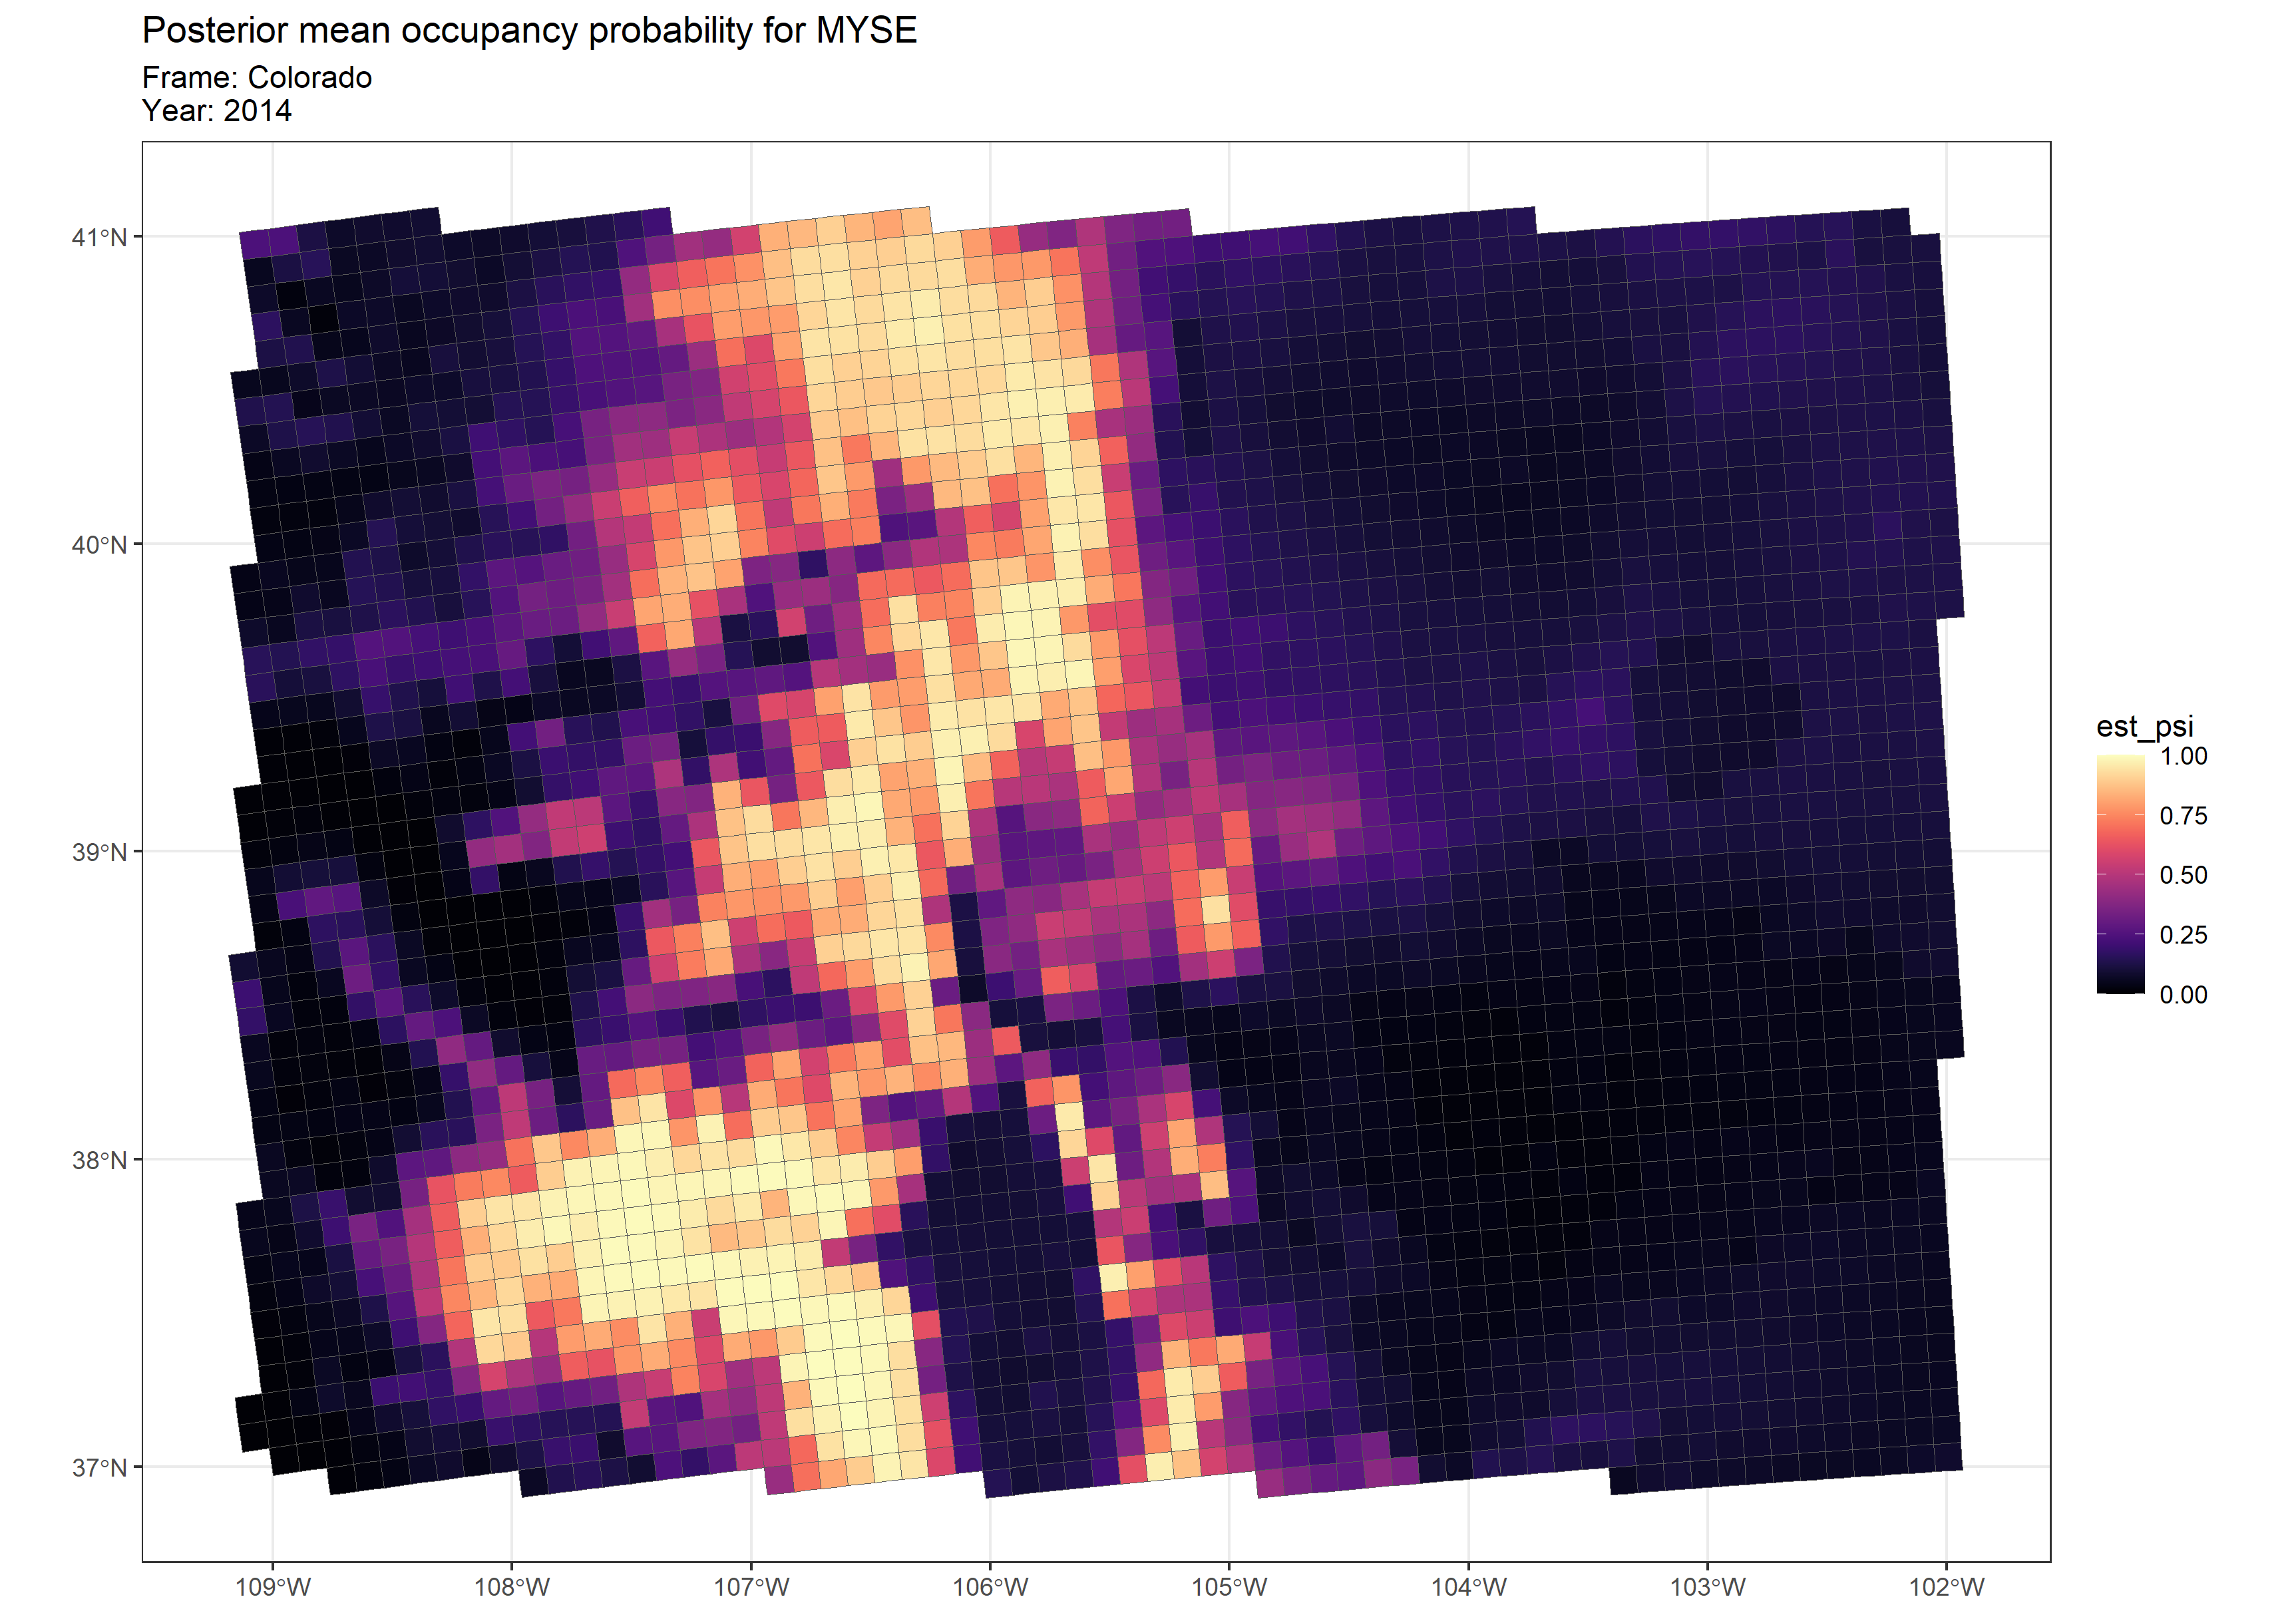 Posterior mean occupancy probability for MYSE
Frame: Colorado
Year: 2014
41°N
40°N
39°N
38°N
37°N
109°W
108°W
107°W
106°W
105°W
104°W
103°W
102°W
est_psi
1.00
0.75
0.50
0.25
0.00